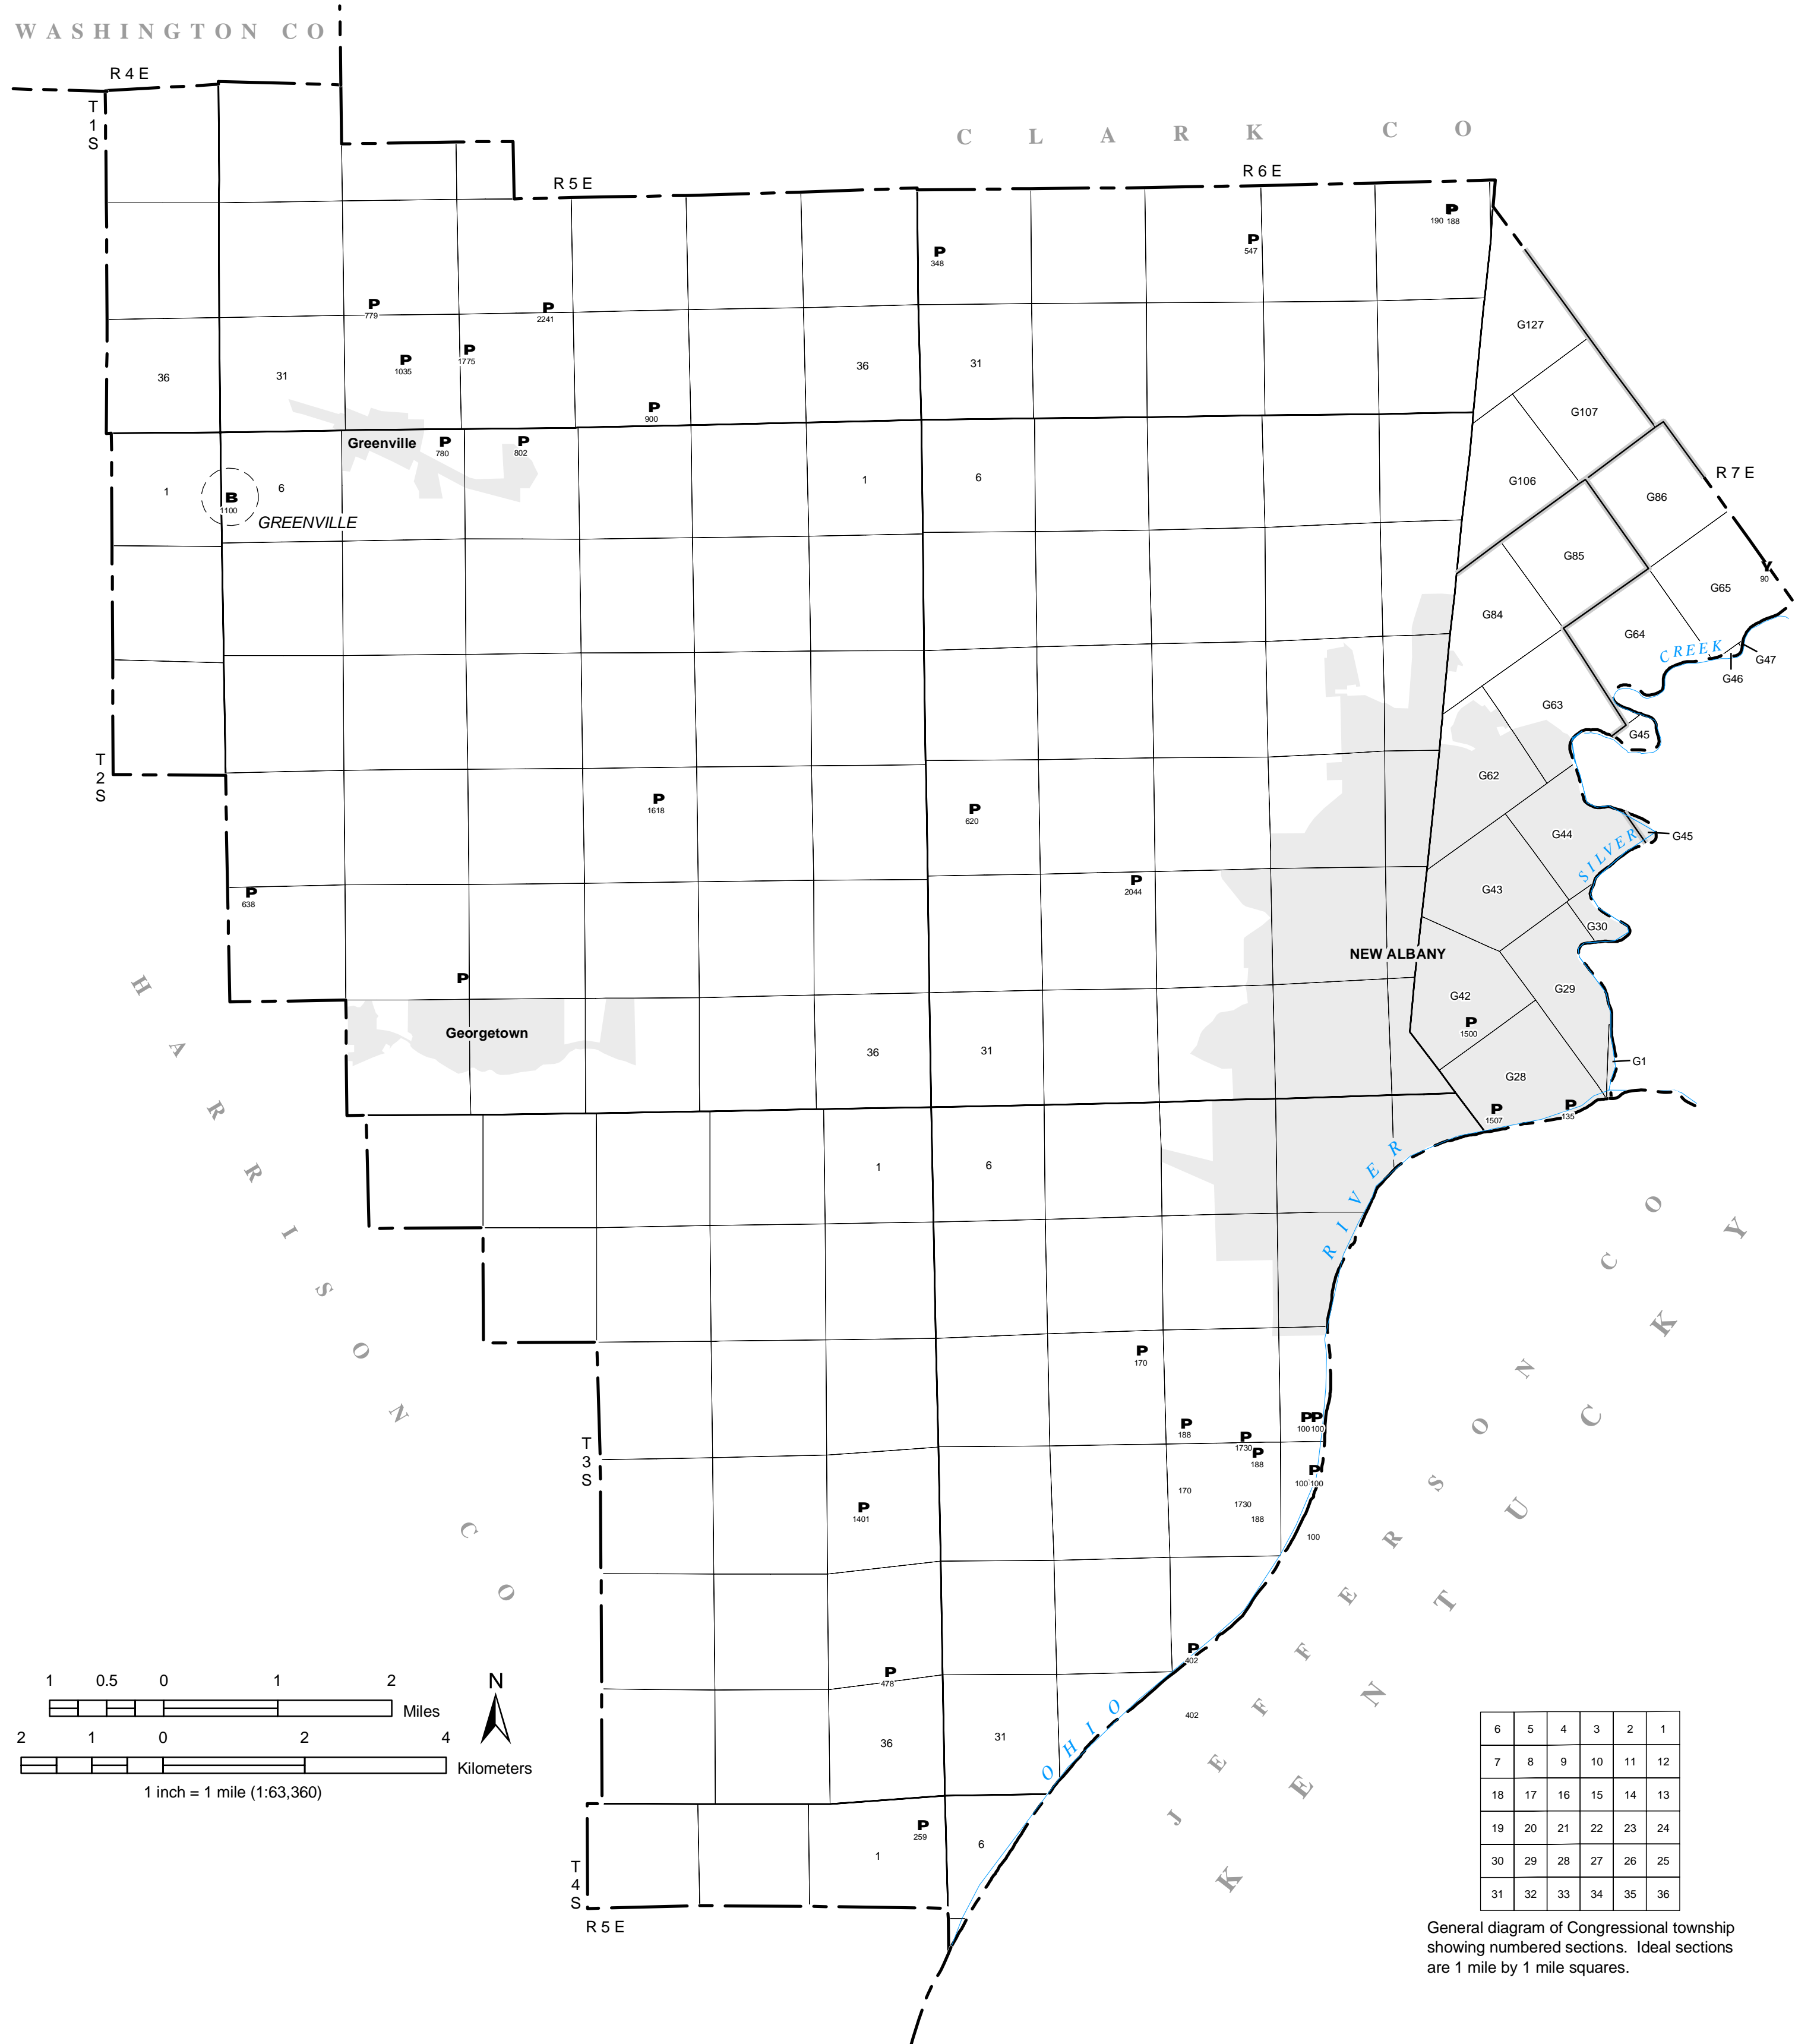 WASHINGTON CO
R 4 E
T
1
S
CLARK CO
R 5 E
R 6 E
P
190 188
P
547
P
348
P
779
P
2241
G127
P
1775
P
1035
36
31
36
31
P
900
G107
Greenville
P
780
P
802
R 7 E
1
6
1
6
G106
G86
B
1100
GREENVILLE
G85
G65
Y
90
G84
G64
CREEK
G47
G46
G63
G45
T
2
S
G62
P
1618
P
620
G44
G45
SILVER
P
638
P
2044
G43
G30
NEW ALBANY
P
G42
G29
P
1500
Georgetown
36
31
G1
G28
P
1507
P
135
HARRISON CO
1
6
RIVER
P
170
P
188
P
1730
P
188
PP
100100
T
3
S
P
100 100
170
1730
188
100
P
1401
P
402
P
478
402
36
31
OHIO
JEFFERSON CO
KENTUCKY
1 0.5 0 1 2
Miles
N
2 1 0 2 4
Kilometers
1 inch = 1 mile (1:63,360)
P
259
1
6
T
4
S
R 5 E
6 5 4 3 2 1
7 8 9 10 11 12
18 17 16 15 14 13
19 20 21 22 23 24
30 29 28 27 26 25
31 32 33 34 35 36
General diagram of Congressional township
showing numbered sections. Ideal sections
are 1 mile by 1 mile squares.